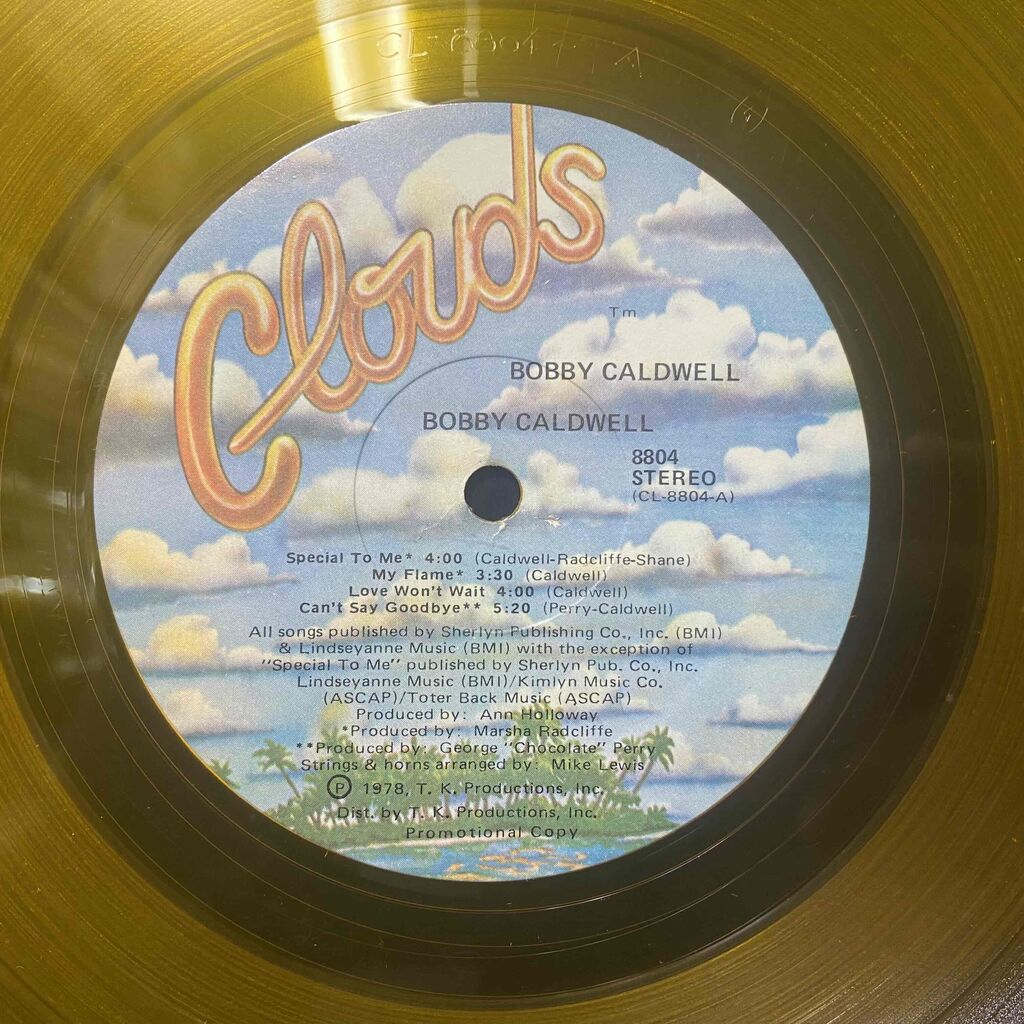 CL 8804 A
Clouds
Tm
BOBBY CALDWELL
BOBBY CALDWELL
8804
STEREO
(CL-8804-A)
Special To Me* 4:00 (Caldwell-Radcliffe-Shane)
My Flame* 3:30 (Caldwell)
Love Won't Wait 4:00 (Caldwell)
Can't Say Goodbye** 5:20 (Perry-Caldwell)
All songs published by Sherlyn Publishing Co., Inc. (BMI)
& Lindseyanne Music (BMI) with the exception of
"Special To Me" published by Sherlyn Pub. Co., Inc.
Lindseyanne Music (BMI)/Kimlyn Music Co.
(ASCAP)/Toter Back Music (ASCAP)
Produced by: Ann Holloway
*Produced by: Marsha Radcliffe
**Produced by: George "Chocolate" Perry
Strings & horns arranged by: Mike Lewis
Ⓟ 1978, T. K. Productions, Inc.
Dist. by T. K. Productions, Inc.
Promotional Copy